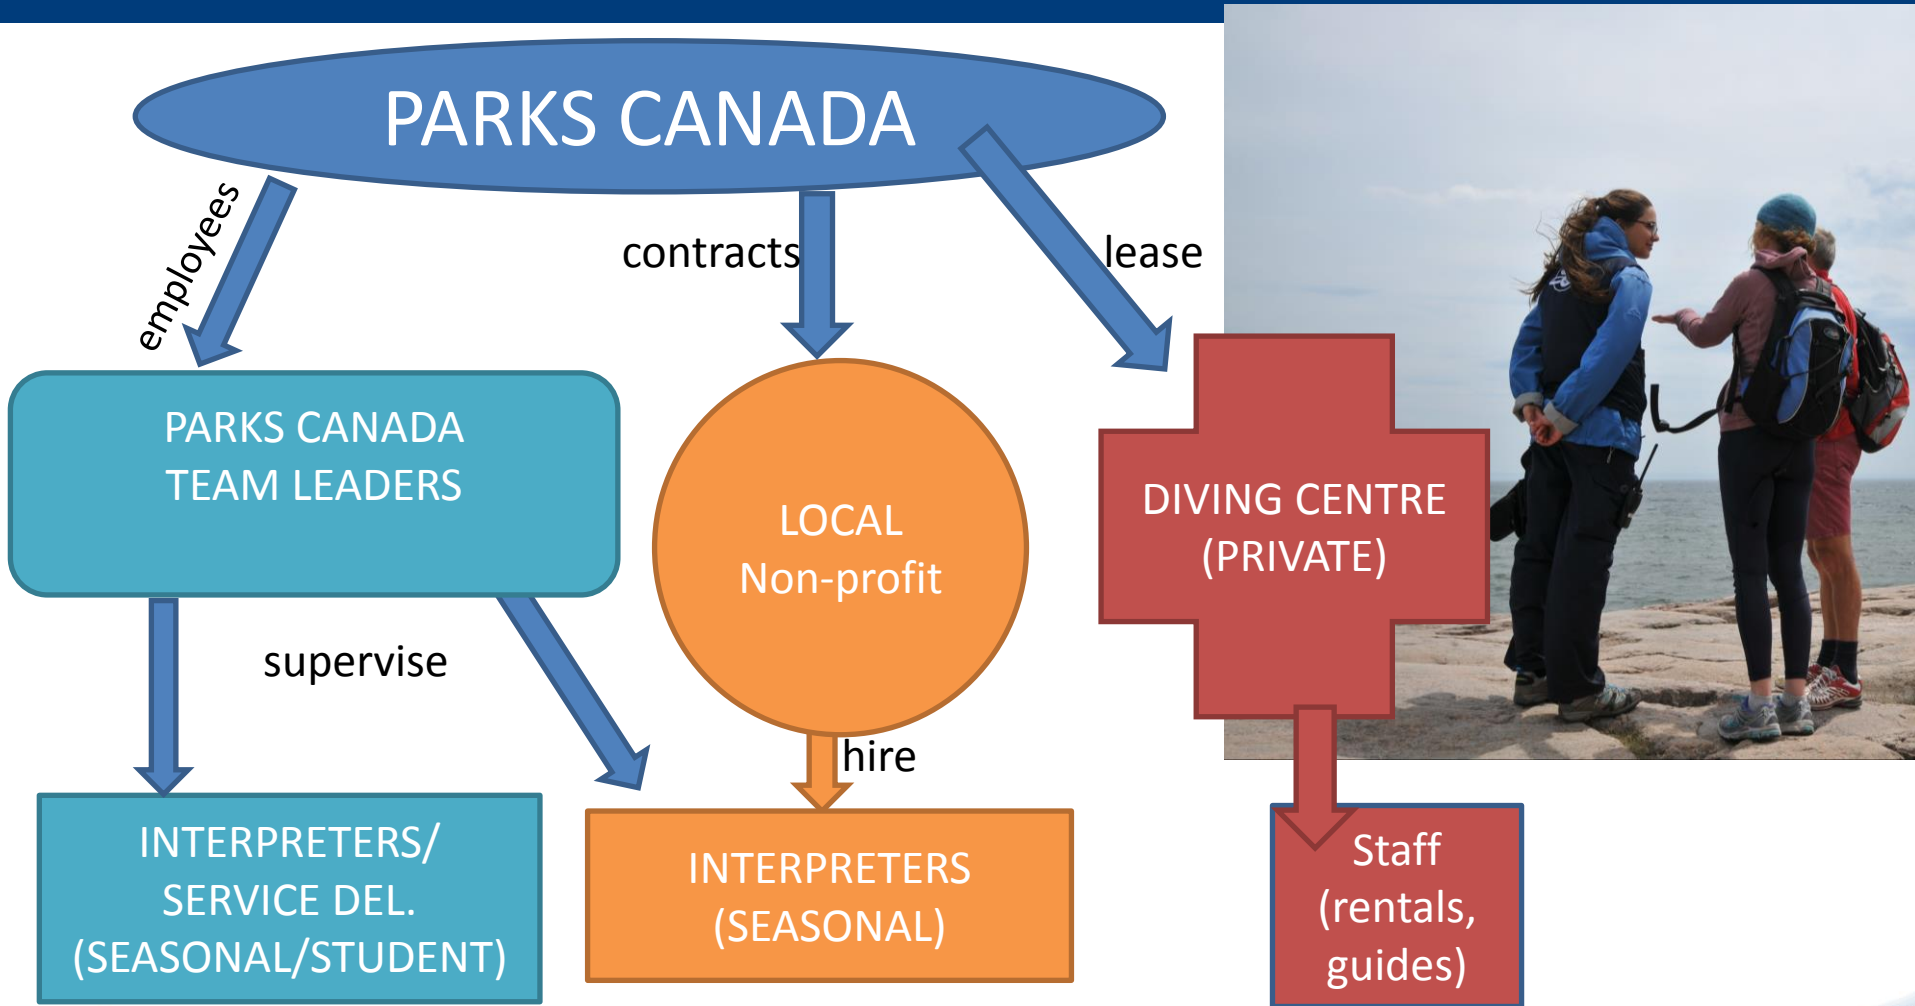 PARKS CANADA
employees
contracts
lease
PARKS CANADA
TEAM LEADERS
LOCAL
Non-profit
DIVING CENTRE
(PRIVATE)
supervise
hire
INTERPRETERS/
SERVICE DEL.
(SEASONAL/STUDENT)
INTERPRETERS
(SEASONAL)
Staff
(rentals,
guides)